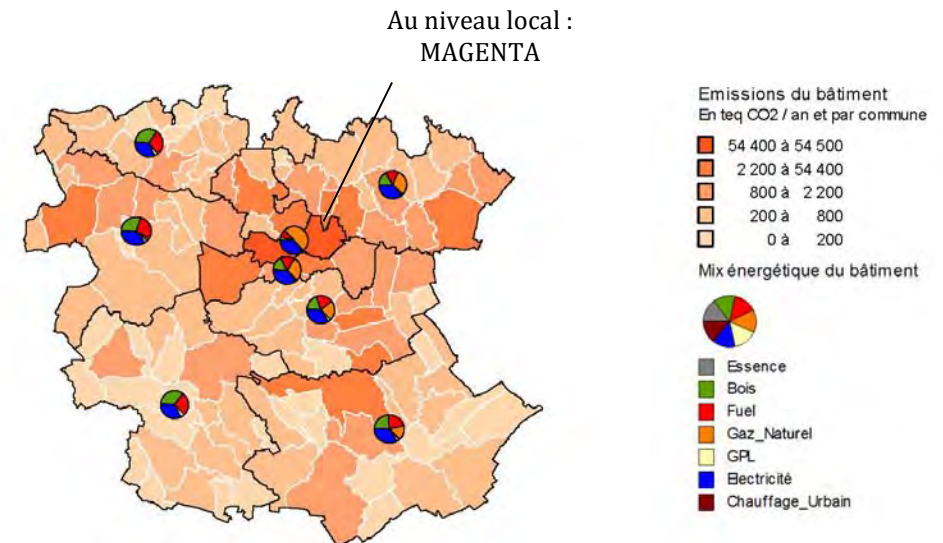 Au niveau local :
MAGENTA
Emissions du bâtiment
En teq CO2 / an et par commune
54 400 à 54 500
2 200 à 54 400
800 à 2 200
200 à 800
0 à 200
Mix énergétique du bâtiment
Essence
Bois
Fuel
Gaz_Naturel
GPL
Electricité
Chauffage_Urbain